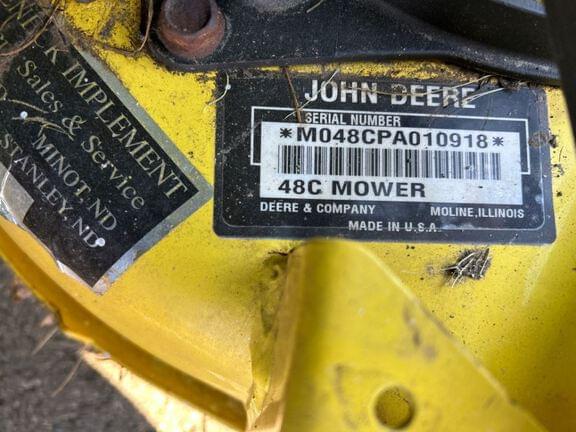 K IMPLEMENT
Sales & Service
MINOT, ND
STANLEY, ND
JOHN DEERE
SERIAL NUMBER
*M048CPA010918*
48C MOWER
DEERE & COMPANY MOLINE, ILLINOIS
MADE IN U.S.A.